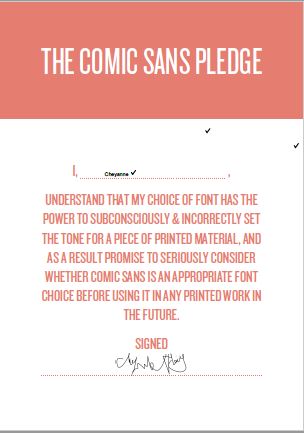 THE COMIC SANS PLEDGE
I, Cheyanne ,
UNDERSTAND THAT MY CHOICE OF FONT HAS THE
POWER TO SUBCONSCIOUSLY & INCORRECTLY SET
THE TONE FOR A PIECE OF PRINTED MATERIAL, AND
AS A RESULT PROMISE TO SERIOUSLY CONSIDER
WHETHER COMIC SANS IS AN APPROPRIATE FONT
CHOICE BEFORE USING IT IN ANY PRINTED WORK IN
THE FUTURE.
SIGNED